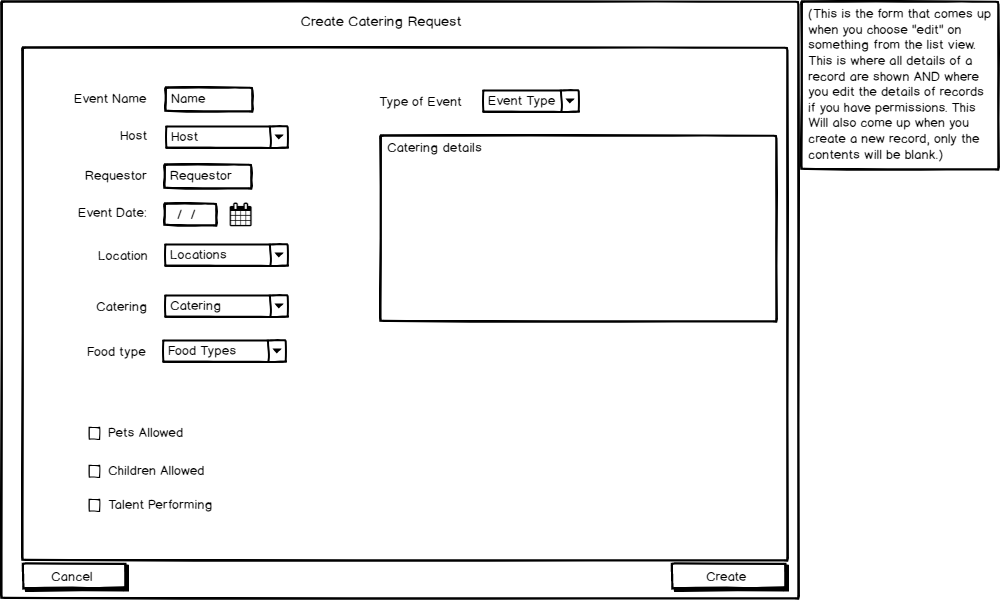 Create Catering Request
(This is the form that comes up
when you choose "edit" on
something from the list view.
This is where all details of a
record are shown AND where
you edit the details of records
if you have permissions. This
Will also come up when you
create a new record, only the
contents will be blank.)
Event Name Name
Host Host
Requestor Requestor
Event Date: / /
Location Locations
Catering Catering
Food type Food Types
Type of Event Event Type
Catering details
Pets Allowed
Children Allowed
Talent Performing
Cancel Create